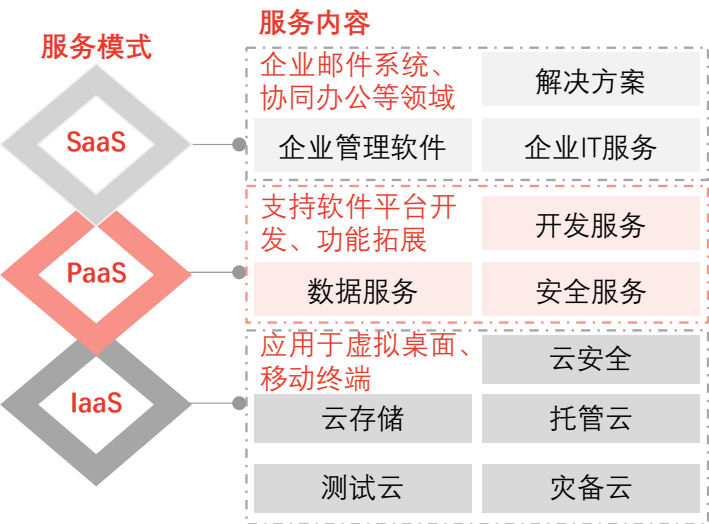 服务模式
服务内容
SaaS
企业邮件系统、
协同办公等领域
解决方案
企业管理软件
企业IT服务
PaaS
支持软件平台开
发、功能拓展
开发服务
数据服务
安全服务
IaaS
应用于虚拟桌面、
移动终端
云安全
云存储
托管云
测试云
灾备云